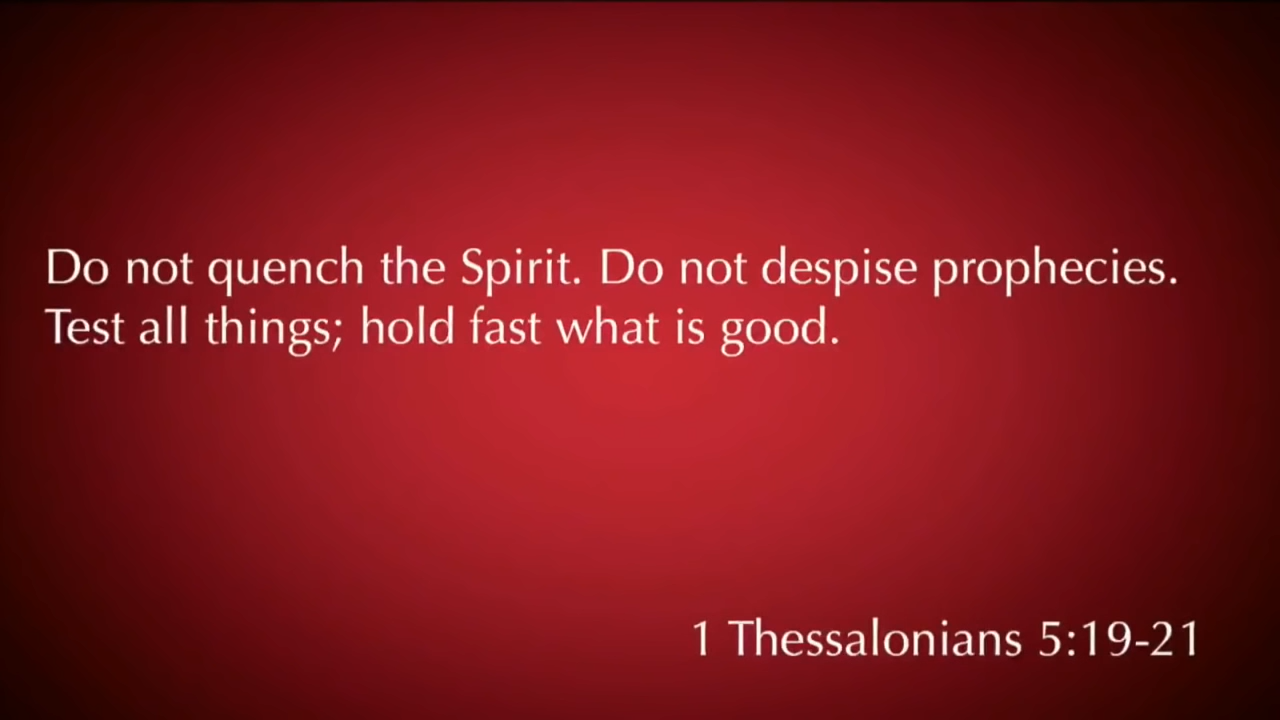 Do not quench the Spirit. Do not despise prophecies.
Test all things; hold fast what is good.
1 Thessalonians 5:19-21